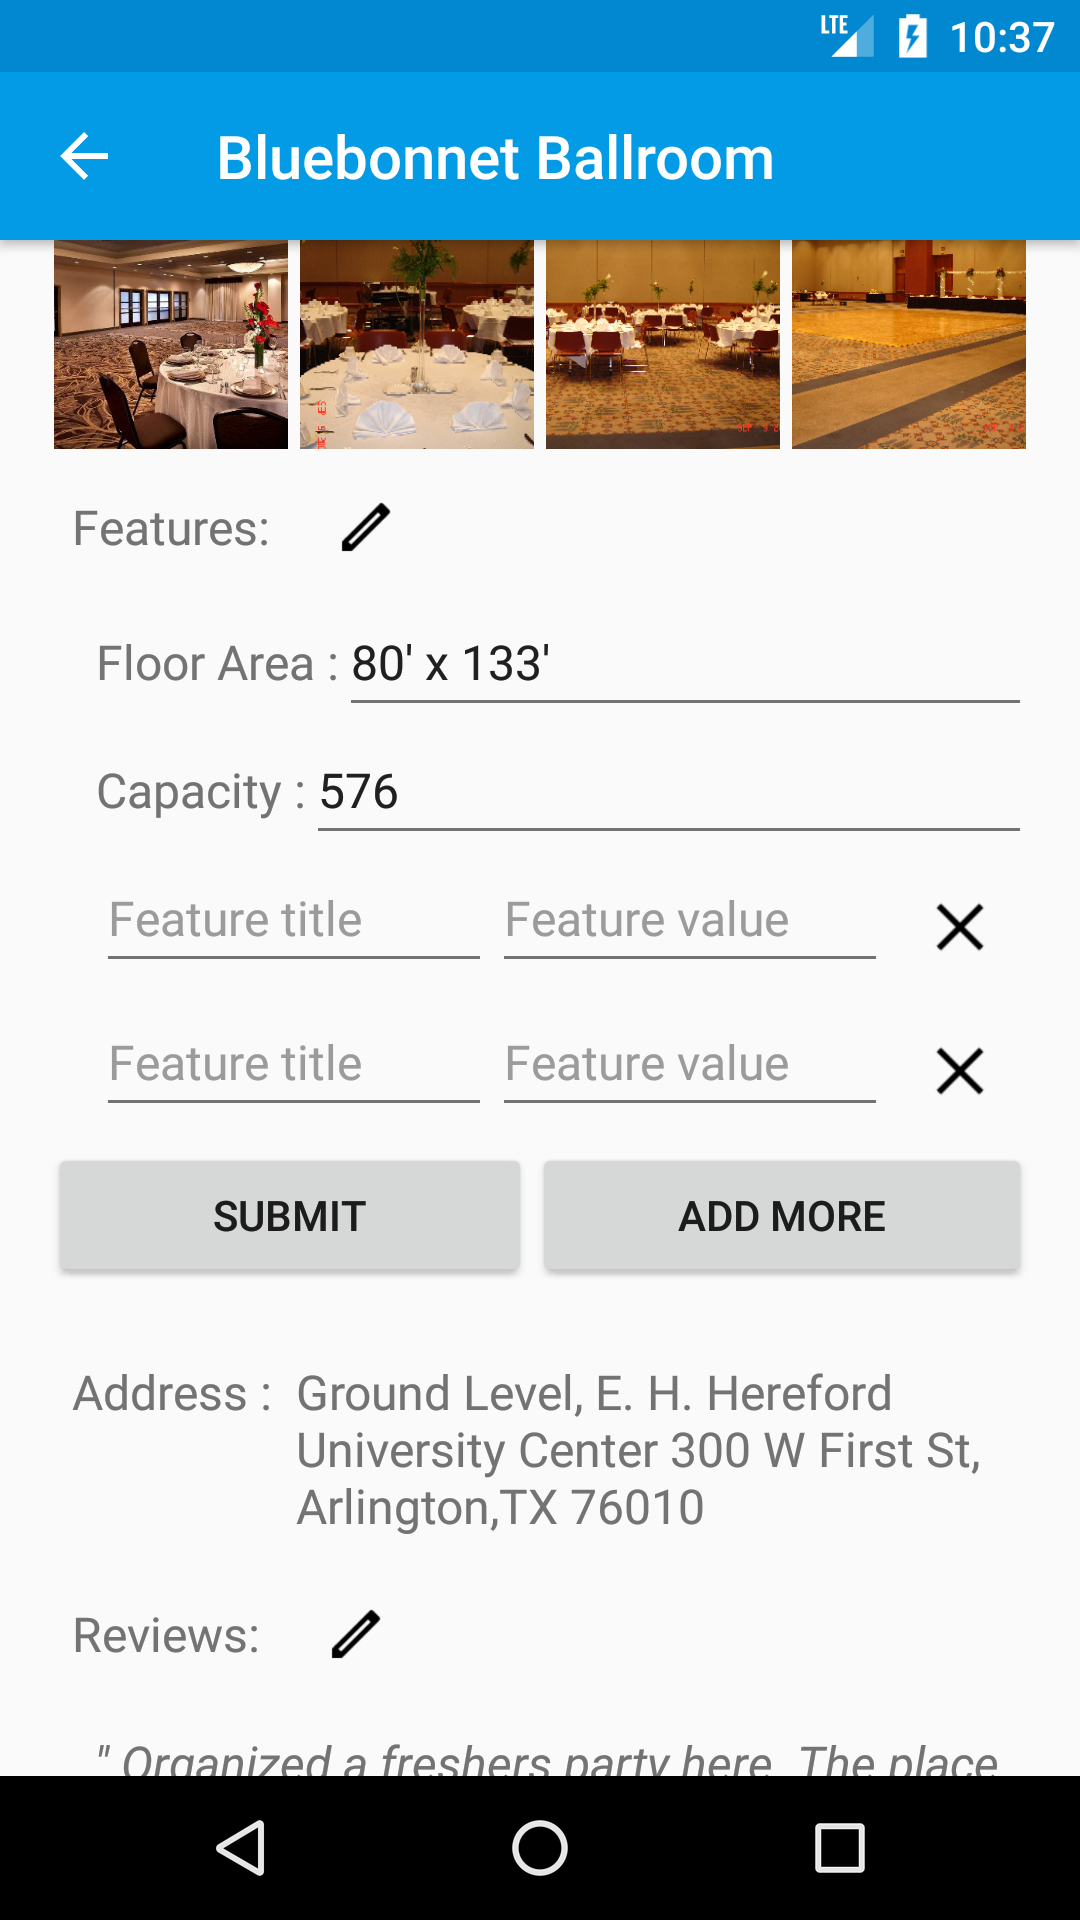 LTE 10:37
Bluebonnet Ballroom
Features:
Floor Area : 80' x 133'
Capacity : 576
Feature title Feature value
Feature title Feature value
SUBMIT ADD MORE
Address : Ground Level, E. H. Hereford
University Center 300 W First St,
Arlington,TX 76010
Reviews:
" Organized a freshers party here. The place